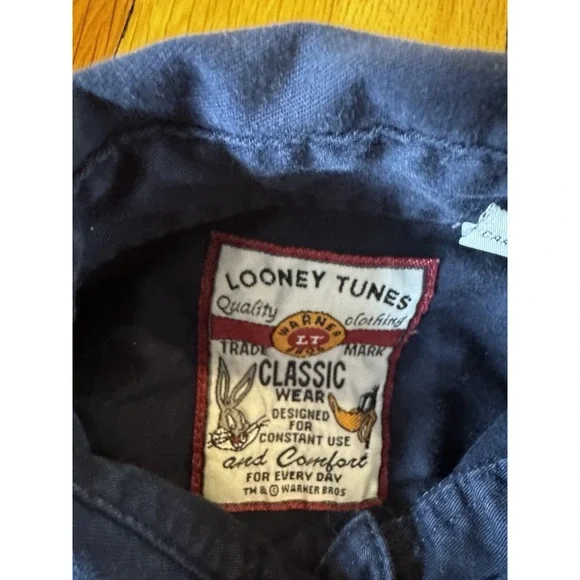 LOONEY TUNES
Quality clothing
WARNER
LT
BROS
TRADE MARK
CLASSIC
WEAR
DESIGNED
FOR
CONSTANT USE
and Comfort
FOR EVERY DAY
TM & © WARNER BROS
CAR